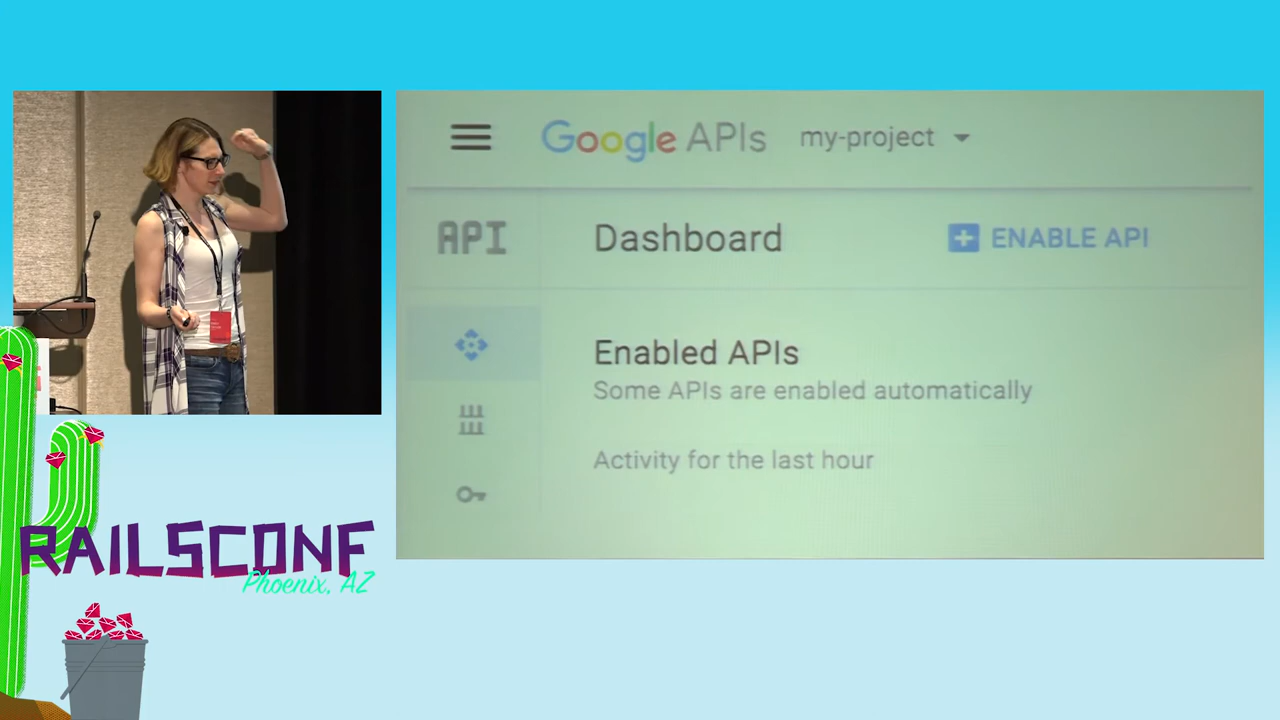 Google APIs my-project
API
Dashboard
ENABLE API
Enabled APIs
Some APIs are enabled automatically
Activity for the last hour
RAILSCONF
Phoenix, AZ